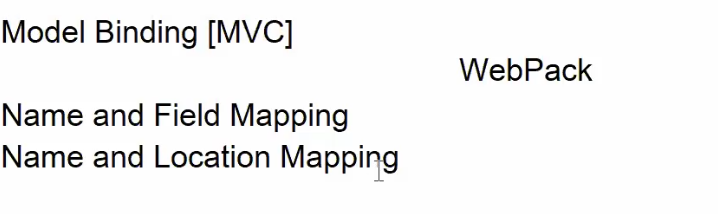 Model Binding [MVC]
WebPack
Name and Field Mapping
Name and Location Mapping